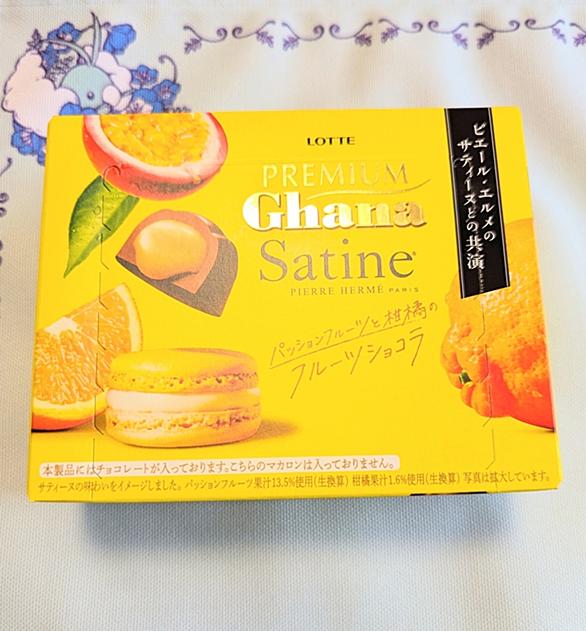 LOTTE
PREMIUM
Ghana
Satine
PIERRE HERMÉ PARIS
ピエール・エルメの
サティーヌとの共演
パッションフルーツと柑橘の
フルーツショコラ
本製品にはチョコレートが入っております。こちらのマカロンは入っておりません。
サティーヌの味わいをイメージしました。パッションフルーツ果汁13.5%使用(生換算) 柑橘果汁1.6%使用(生換算) 写真は拡大しています。